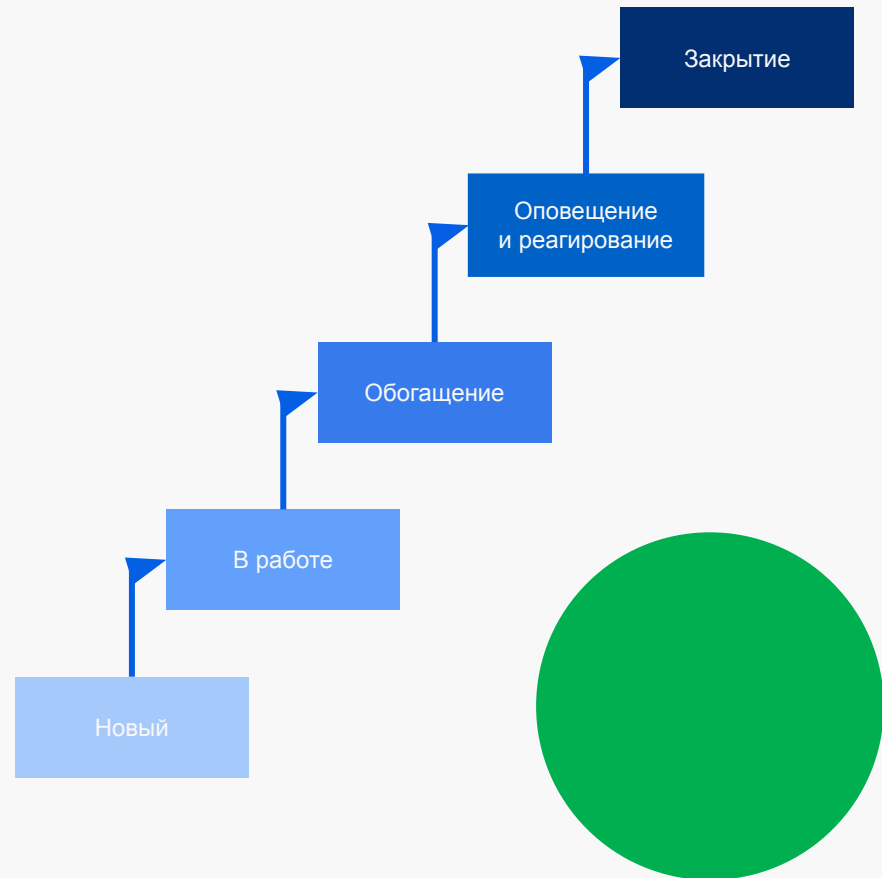 Закрытие
Оповещение
и реагирование
Обогащение
В работе
Новый